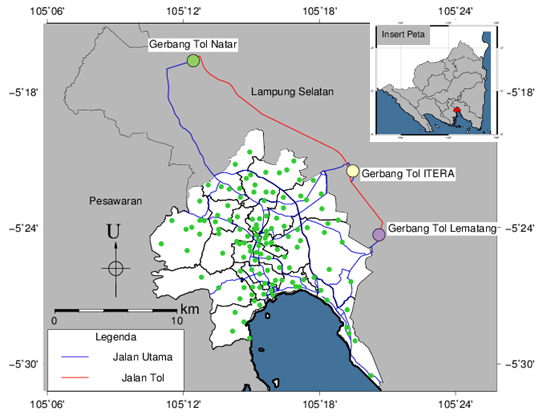 105°06'
105°12'
105°18'
105°24'
Gerbang Tol Natar
Insert Peta
−5°18'
Lampung Selatan
−5°18'
Gerbang Tol ITERA
Pesawaran
−5°24'
U
Gerbang Tol Lematang
−5°24'
km
0
10
Legenda
Jalan Utama
Jalan Tol
−5°30'
−5°30'
105°06'
105°12'
105°18'
105°24'